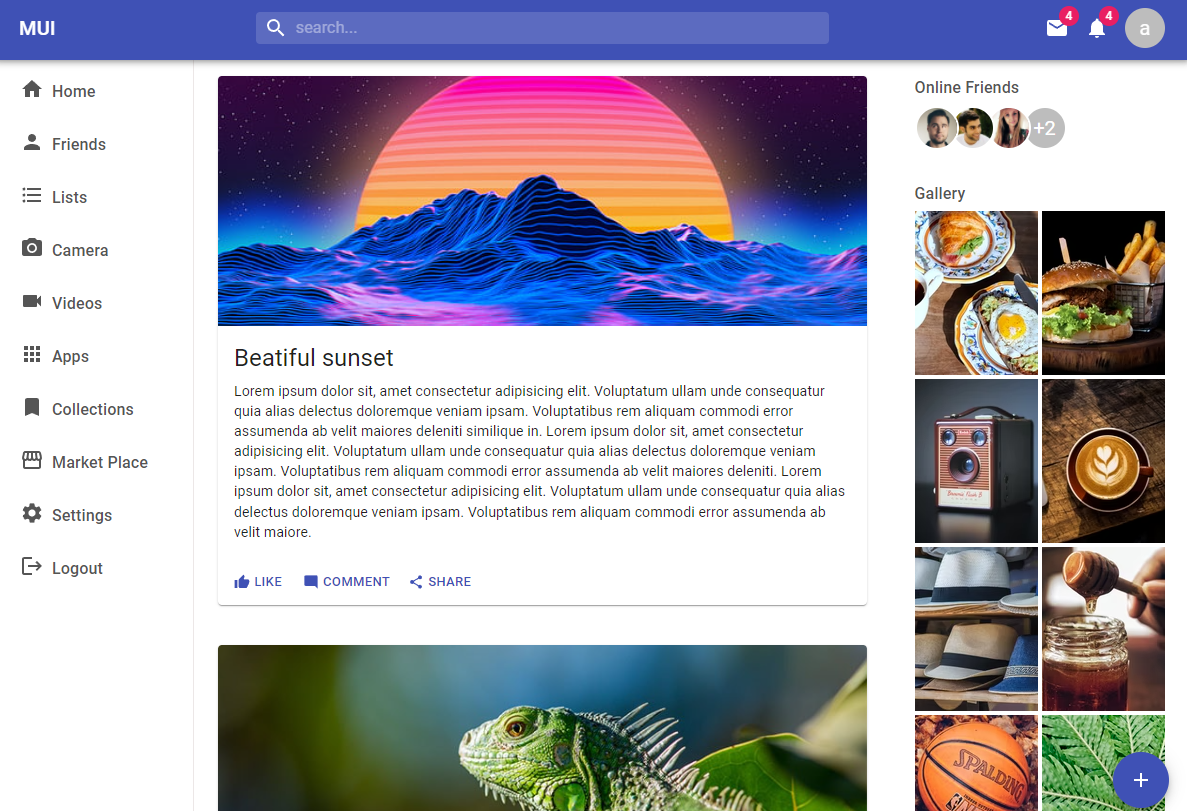 MUI
search...
4
4
a
Home
Friends
Lists
Camera
Videos
Apps
Collections
Market Place
Settings
Logout
Beatiful sunset
Lorem ipsum dolor sit, amet consectetur adipisicing elit. Voluptatum ullam unde consequatur
quia alias delectus doloremque veniam ipsam. Voluptatibus rem aliquam commodi error
assumenda ab velit maiores deleniti similique in. Lorem ipsum dolor sit, amet consectetur
adipisicing elit. Voluptatum ullam unde consequatur quia alias delectus doloremque veniam
ipsam. Voluptatibus rem aliquam commodi error assumenda ab velit maiores deleniti. Lorem
ipsum dolor sit, amet consectetur adipisicing elit. Voluptatum ullam unde consequatur quia alias
delectus doloremque veniam ipsam. Voluptatibus rem aliquam commodi error assumenda ab
velit maiore.
LIKE
COMMENT
SHARE
Online Friends
+2
Gallery
SPALDING